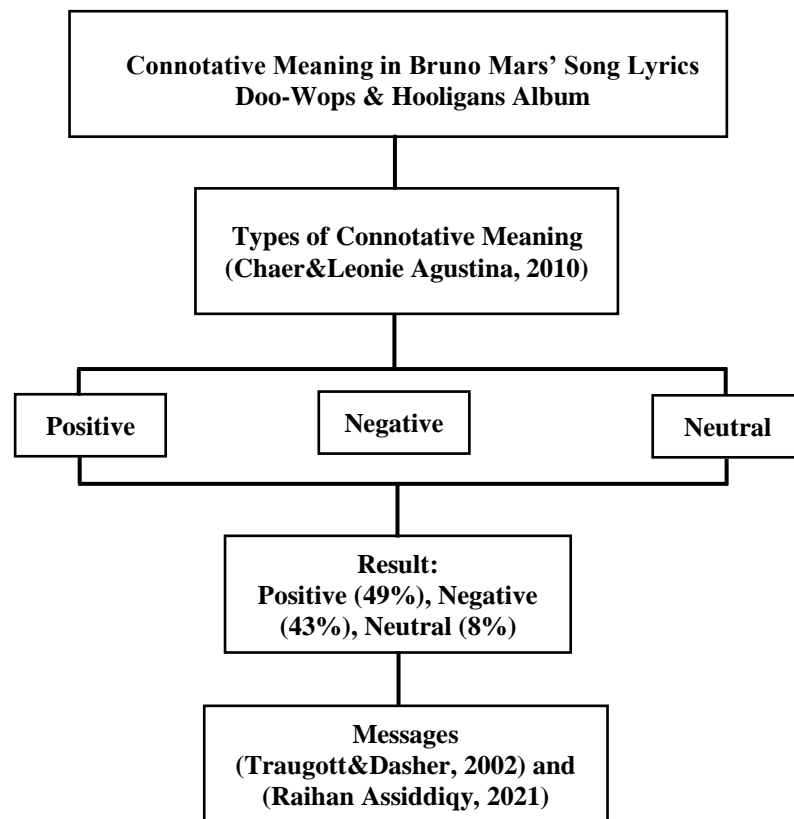 Connotative Meaning in Bruno Mars’ Song Lyrics
Doo-Wops & Hooligans Album
Types of Connotative Meaning
(Chaer&Leonie Agustina, 2010)
Positive
Negative
Neutral
Result:
Positive (49%), Negative
(43%), Neutral (8%)
Messages
(Traugott&Dasher, 2002) and
(Raihan Assiddiqy, 2021)